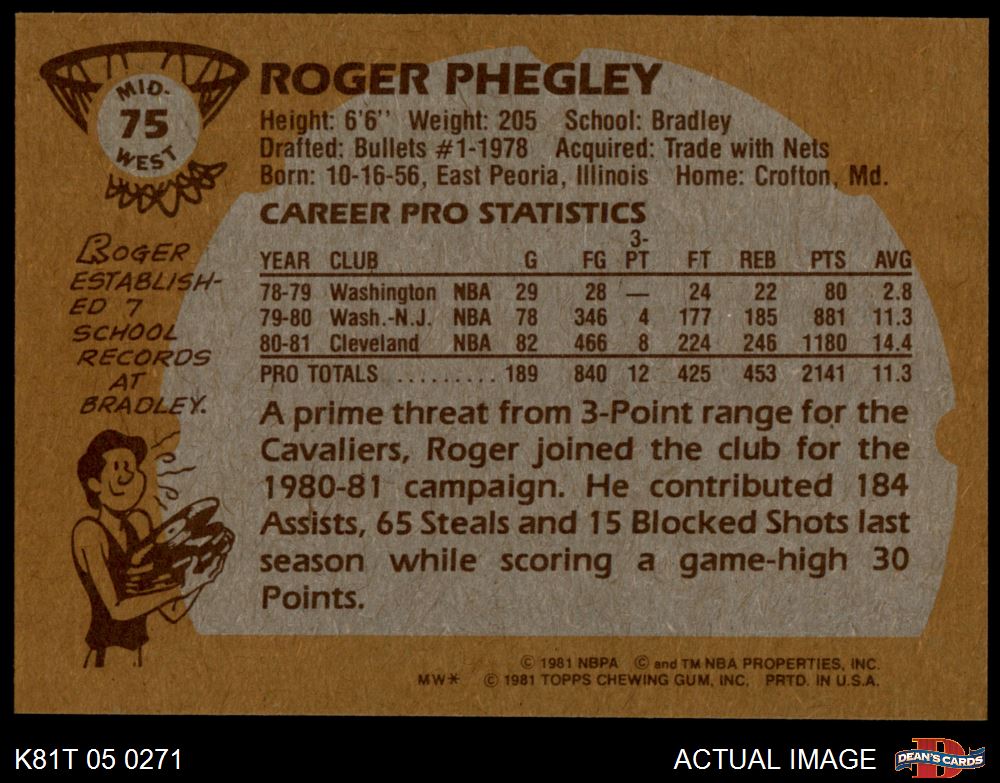 MID-
75
WEST
ROGER PHEGLEY
Height: 6'6'' Weight: 205 School: Bradley
Drafted: Bullets #1-1978 Acquired: Trade with Nets
Born: 10-16-56, East Peoria, Illinois Home: Crofton, Md.
CAREER PRO STATISTICS
YEAR CLUB G FG 3-PT FT REB PTS AVG
78-79 Washington NBA 29 28 — 24 22 80 2.8
79-80 Wash.-N.J. NBA 78 346 4 177 185 881 11.3
80-81 Cleveland NBA 82 466 8 224 246 1180 14.4
PRO TOTALS .......... 189 840 12 425 453 2141 11.3
ROGER
ESTABLISH-
ED 7
SCHOOL
RECORDS
AT
BRADLEY.
A prime threat from 3-Point range for the
Cavaliers, Roger joined the club for the
1980-81 campaign. He contributed 184
Assists, 65 Steals and 15 Blocked Shots last
season while scoring a game-high 30
Points.
© 1981 NBPA © and TM NBA PROPERTIES, INC.
MW* © 1981 TOPPS CHEWING GUM, INC. PRTD. IN U.S.A.
K81T 05 0271
ACTUAL IMAGE
D
DEAN'S CARDS